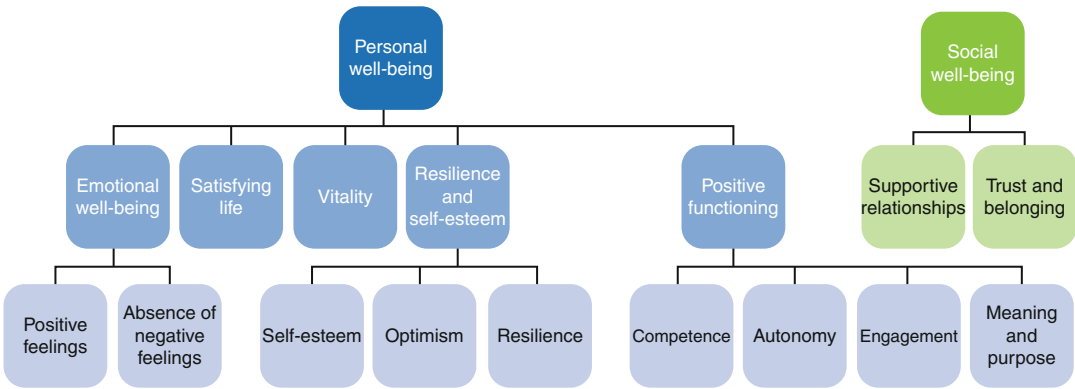 Personal
well-being
Social
well-being
Emotional
well-being
Satisfying
life
Vitality
Resilience
and
self-esteem
Positive
functioning
Supportive
relationships
Trust and
belonging
Positive
feelings
Absence of
negative
feelings
Self-esteem
Optimism
Resilience
Competence
Autonomy
Engagement
Meaning
and
purpose